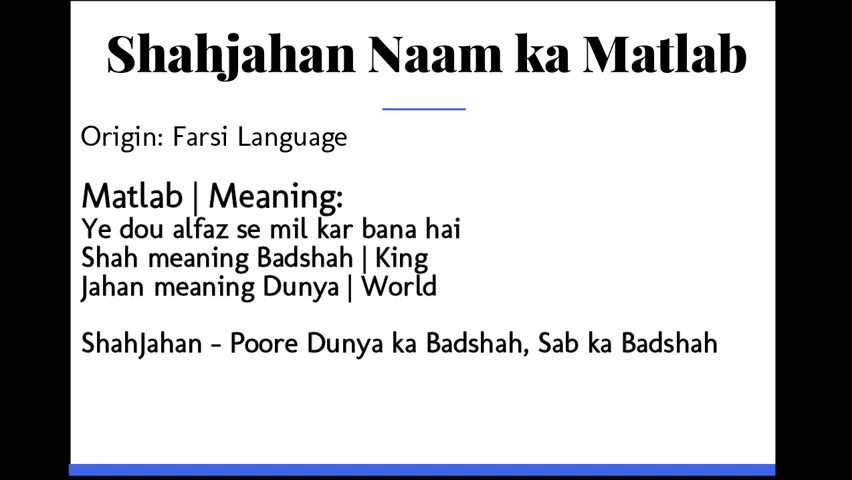 Shahjahan Naam ka Matlab
Origin: Farsi Language
Matlab | Meaning:
Ye dou alfaz se mil kar bana hai
Shah meaning Badshah | King
Jahan meaning Dunya | World
ShahJahan - Poore Dunya ka Badshah, Sab ka Badshah